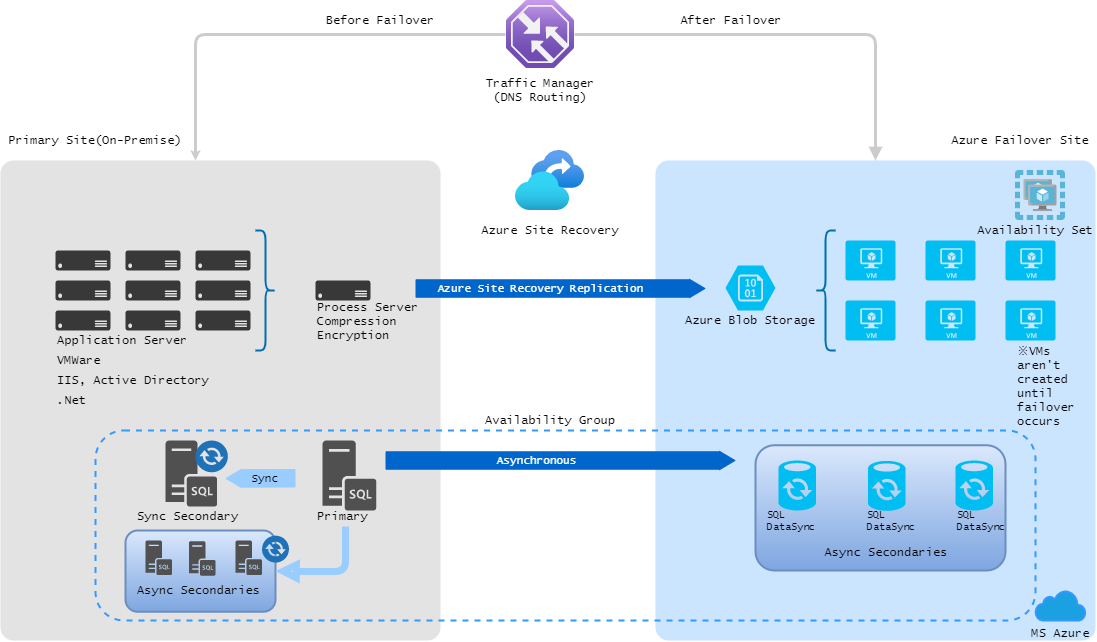 Before Failover
After Failover
Traffic Manager
(DNS Routing)
Primary Site(On-Premise)
Azure Failover Site
Azure Site Recovery
Availability Set
Application Server
VMWare
IIS, Active Directory
.Net
Process Server
Compression
Encryption
Azure Site Recovery Replication
10
01
Azure Blob Storage
VM
VM
VM
VM
VM
VM
※VMs
aren't
created
until
failover
occurs
Availability Group
SQL
Sync Secondary
Sync
SQL
Primary
Asynchronous
SQL
SQL
SQL
Async Secondaries
SQL
DataSync
SQL
DataSync
SQL
DataSync
Async Secondaries
MS Azure